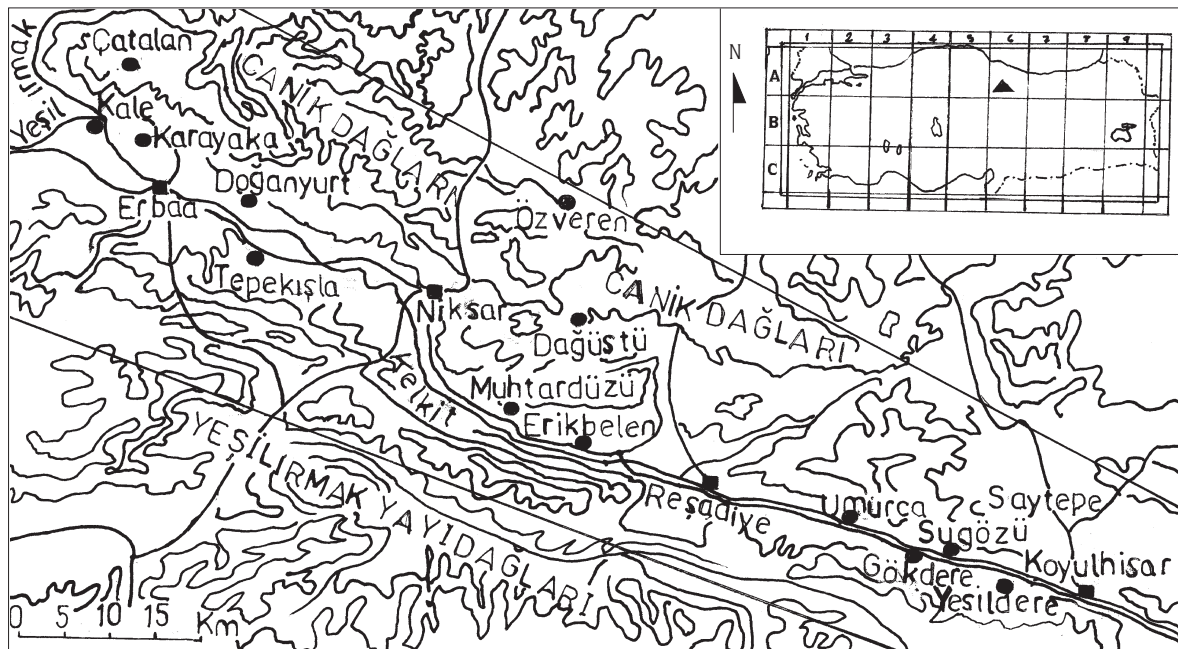 Yeşil Irmak
Çatalan
Kale
Karayaka
Erbaa
Doğanyurt
Tepekışla
CANİK DAĞLARI
Özveren
Niksar
Dağüstü
CANİK DAĞLARI
Kelkit
Muhtardüzü
Erikbelen
Reşadiye
Umurca
Saytepe
Sugözü
Gökdere
Yeşildere
Koyulhisar
YEŞİLIRMAK YAYIDAĞLARI
0 5 10 15
Km
N
1 2 3 4 5 6 7 8 9
A
B
C